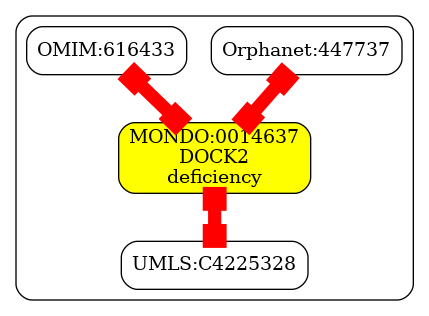 OMIM:616433
Orphanet:447737
MONDO:0014637
DOCK2
deficiency
UMLS:C4225328